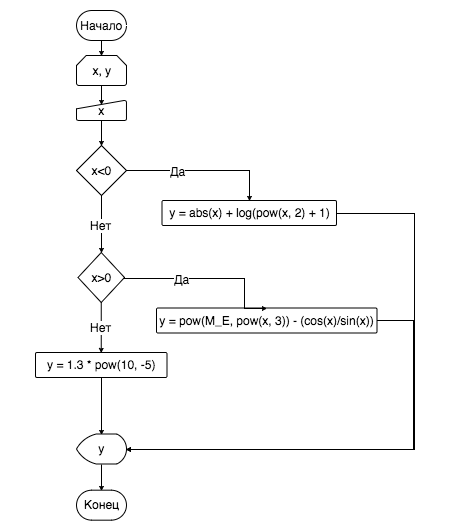 Начало
x, y
x
x<0
Да
y = abs(x) + log(pow(x, 2) + 1)
Нет
x>0
Да
y = pow(M_E, pow(x, 3)) - (cos(x)/sin(x))
Нет
y = 1.3 * pow(10, -5)
y
Конец